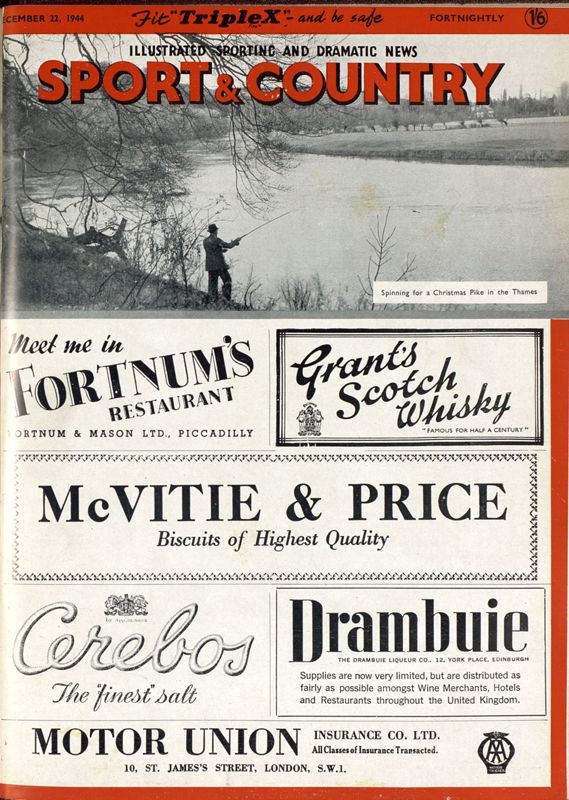 ECEMBER 22, 1944
Fit "TripleX" - and be safe
FORTNIGHTLY
1/6
ILLUSTRATED SPORTING AND DRAMATIC NEWS
SPORT & COUNTRY
Spinning for a Christmas Pike in the Thames
Meet me in
FORTNUM'S
RESTAURANT
ORTNUM & MASON LTD., PICCADILLY
Grant's
Scotch
Whisky
"FAMOUS FOR HALF A CENTURY"
McVITIE & PRICE
Biscuits of Highest Quality
By Appointment
Cerebos
The "finest" salt
Drambuie
THE DRAMBUIE LIQUEUR CO., 12, YORK PLACE, EDINBURGH
Supplies are now very limited, but are distributed as
fairly as possible amongst Wine Merchants, Hotels
and Restaurants throughout the United Kingdom.
MOTOR UNION INSURANCE CO. LTD.
All Classes of Insurance Transacted.
10, ST. JAMES'S STREET, LONDON, S.W.1.